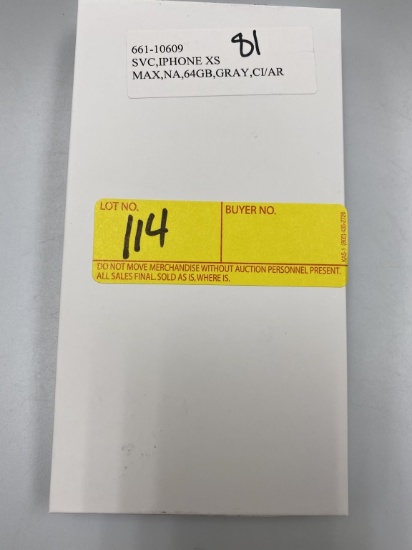 661-10609
81
SVC,IPHONE XS
MAX,NA,64GB,GRAY,CI/AR
LOT NO.
BUYER NO.
114
DO NOT MOVE MERCHANDISE WITHOUT AUCTION PERSONNEL PRESENT.
ALL SALES FINAL. SOLD AS IS, WHERE IS.